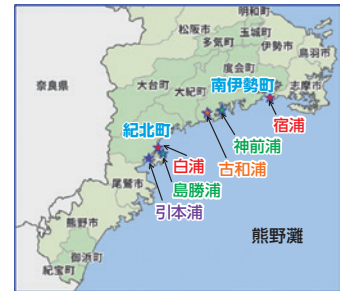 明和町
松阪市
玉城町
多気町
伊勢市
鳥羽市
奈良県
度会町
大台町
志摩市
大紀町
南伊勢町
紀北町
宿浦
神前浦
白浦
古和浦
尾鷲市
島勝浦
引本浦
熊野灘
熊野市
御浜町
紀宝町